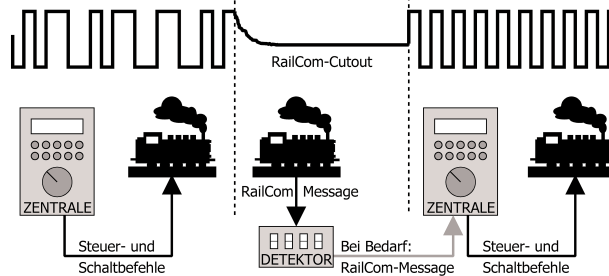 RailCom-Cutout
ZENTRALE
Steuer- und
Schaltbefehle
RailCom Message
DETEKTOR
Bei Bedarf:
RailCom-Message
ZENTRALE
Steuer- und
Schaltbefehle